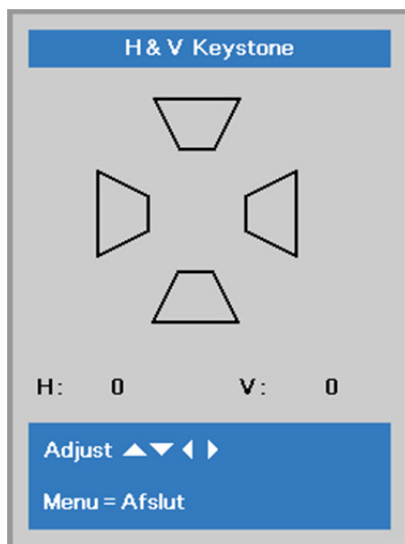 H & V Keystone
H: 0 V: 0
Adjust ▲▼◀▶
Menu = Afslut